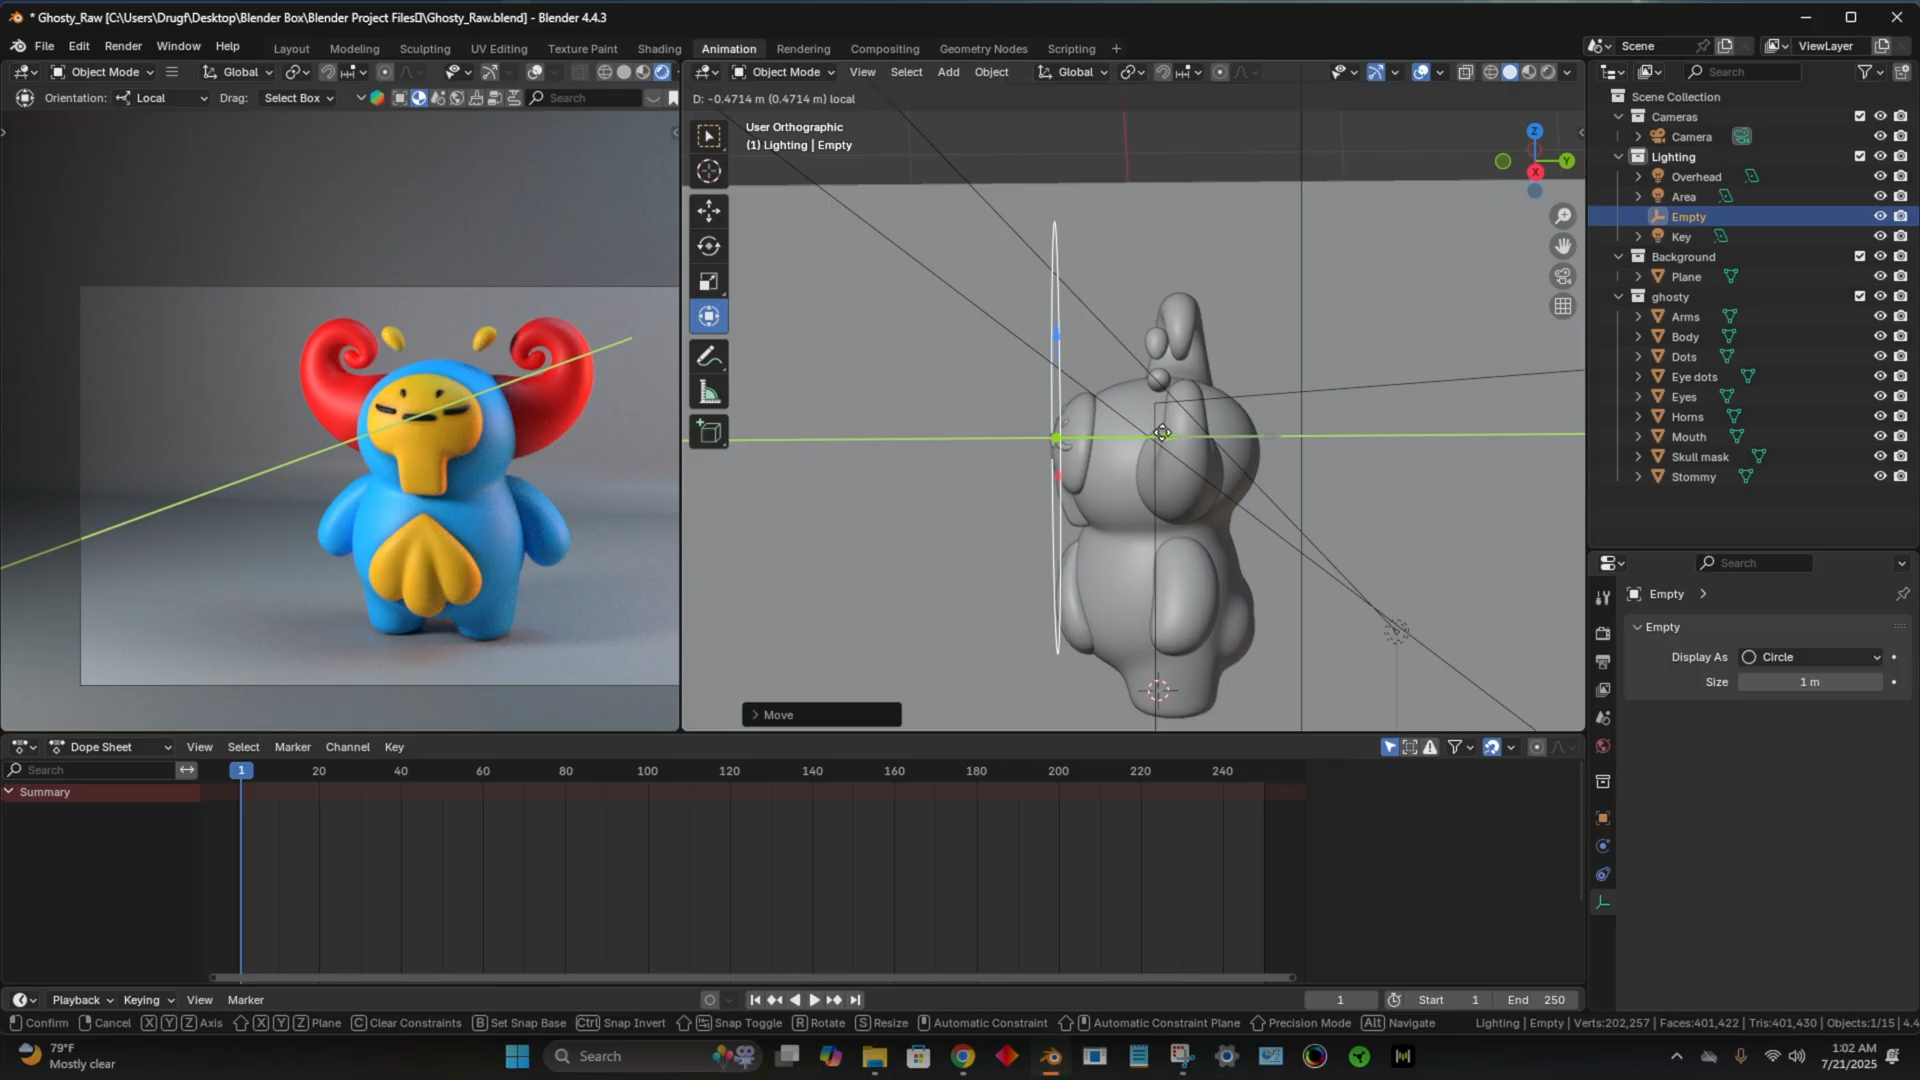 * Ghosty_Raw [C:\Users\Drugf\Desktop\Blender Box\Blender Project Files\Ghosty_Raw.blend] - Blender 4.4.3
File Edit Render Window Help
Layout Modeling Sculpting UV Editing Texture Paint Shading Animation Rendering Compositing Geometry Nodes Scripting +
Scene
ViewLayer
Object Mode
Global
Object Mode
View Select Add Object
Global
Search
Orientation: Local
Drag: Select Box
Search
D: -0.4714 m (0.4714 m) local
User Orthographic
(1) Lighting | Empty
Z
Y
X
Move
Scene Collection
Cameras
Camera
Lighting
Overhead
Area
Empty
Key
Background
Plane
ghosty
Arms
Body
Dots
Eye dots
Eyes
Horns
Mouth
Skull mask
Stommy
Search
Empty
Empty
Display As Circle
Size 1 m
Dope Sheet View Select Marker Channel Key
Search
1 20 40 60 80 100 120 140 160 180 200 220 240
Summary
Playback Keying View Marker
1 Start 1 End 250
Confirm Cancel X Y Z Axis X Y Z Plane C Clear Constraints B Set Snap Base Ctrl Snap Invert Snap Toggle R Rotate S Resize Automatic Constraint Automatic Constraint Plane Precision Mode Alt Navigate Lighting | Empty | Verts:202,257 | Faces:401,422 | Tris:401,430 | Objects:1/15 | 4.4
79°F
Mostly clear
Search
1:02 AM
7/21/2025